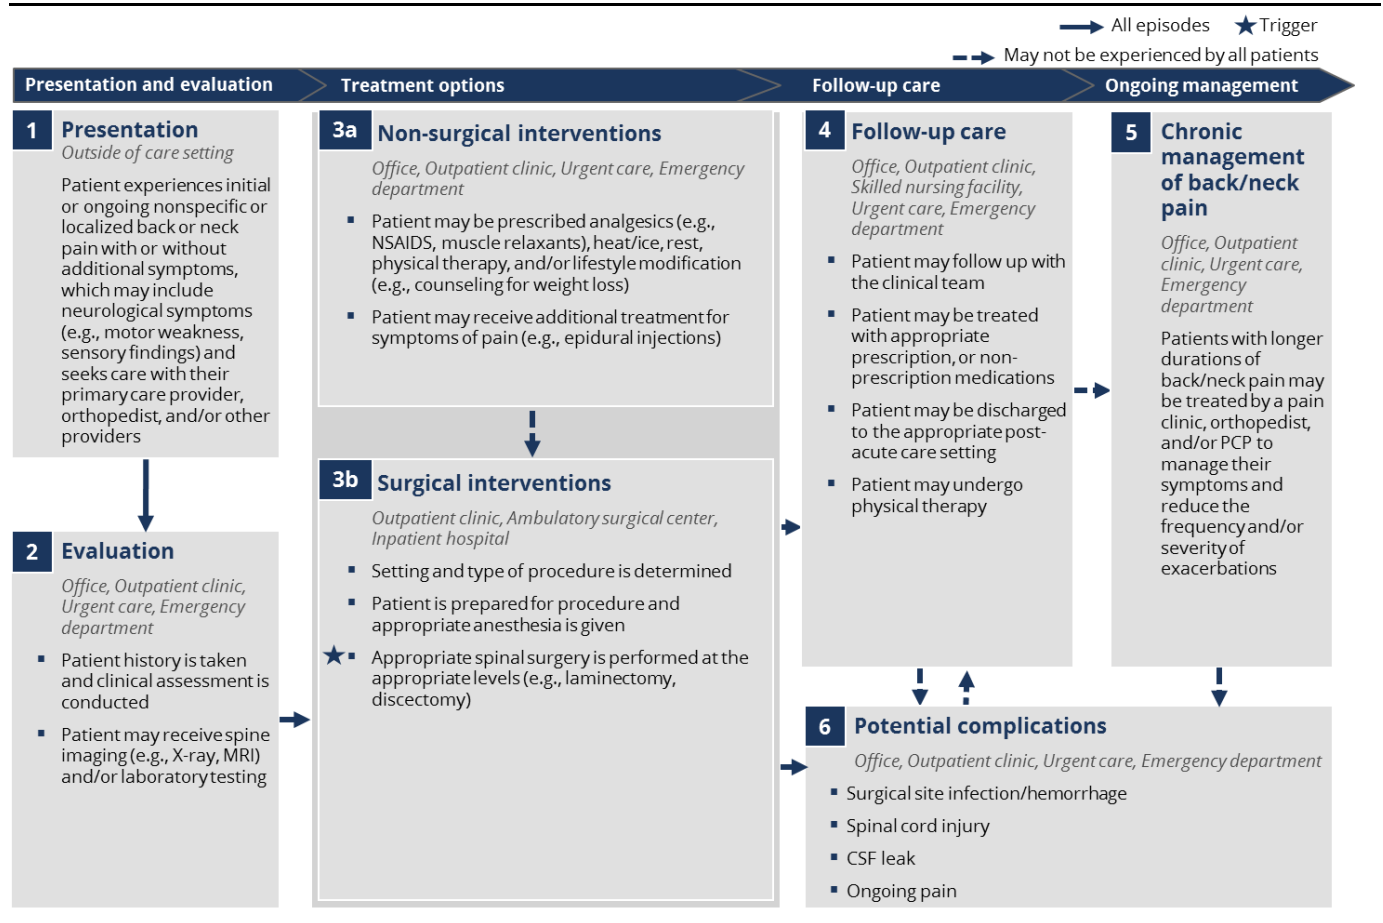 All episodes
Trigger
May not be experienced by all patients
Presentation and evaluation
Treatment options
Follow-up care
Ongoing management
1
Presentation
Outside of care setting
Patient experiences initial
or ongoing nonspecific or
localized back or neck
pain with or without
additional symptoms,
which may include
neurological symptoms
(e.g., motor weakness,
sensory findings) and
seeks care with their
primary care provider,
orthopedist, and/or other
providers
2
Evaluation
Office, Outpatient clinic,
Urgent care, Emergency
department
▪ Patient history is taken
and clinical assessment is
conducted
▪ Patient may receive spine
imaging (e.g., X-ray, MRI)
and/or laboratory testing
3a
Non-surgical interventions
Office, Outpatient clinic, Urgent care, Emergency
department
▪ Patient may be prescribed analgesics (e.g.,
NSAIDS, muscle relaxants), heat/ice, rest,
physical therapy, and/or lifestyle modification
(e.g., counseling for weight loss)
▪ Patient may receive additional treatment for
symptoms of pain (e.g., epidural injections)
3b
Surgical interventions
Outpatient clinic, Ambulatory surgical center,
Inpatient hospital
▪ Setting and type of procedure is determined
▪ Patient is prepared for procedure and
appropriate anesthesia is given
▪ Appropriate spinal surgery is performed at the
appropriate levels (e.g., laminectomy,
discectomy)
4
Follow-up care
Office, Outpatient clinic,
Skilled nursing facility,
Urgent care, Emergency
department
▪ Patient may follow up with
the clinical team
▪ Patient may be treated
with appropriate
prescription, or non-
prescription medications
▪ Patient may be discharged
to the appropriate post-
acute care setting
▪ Patient may undergo
physical therapy
5
Chronic
management
of back/neck
pain
Office, Outpatient
clinic, Urgent care,
Emergency
department
Patients with longer
durations of
back/neck pain may
be treated by a pain
clinic, orthopedist,
and/or PCP to
manage their
symptoms and
reduce the
frequency and/or
severity of
exacerbations
6
Potential complications
Office, Outpatient clinic, Urgent care, Emergency department
▪ Surgical site infection/hemorrhage
▪ Spinal cord injury
▪ CSF leak
▪ Ongoing pain